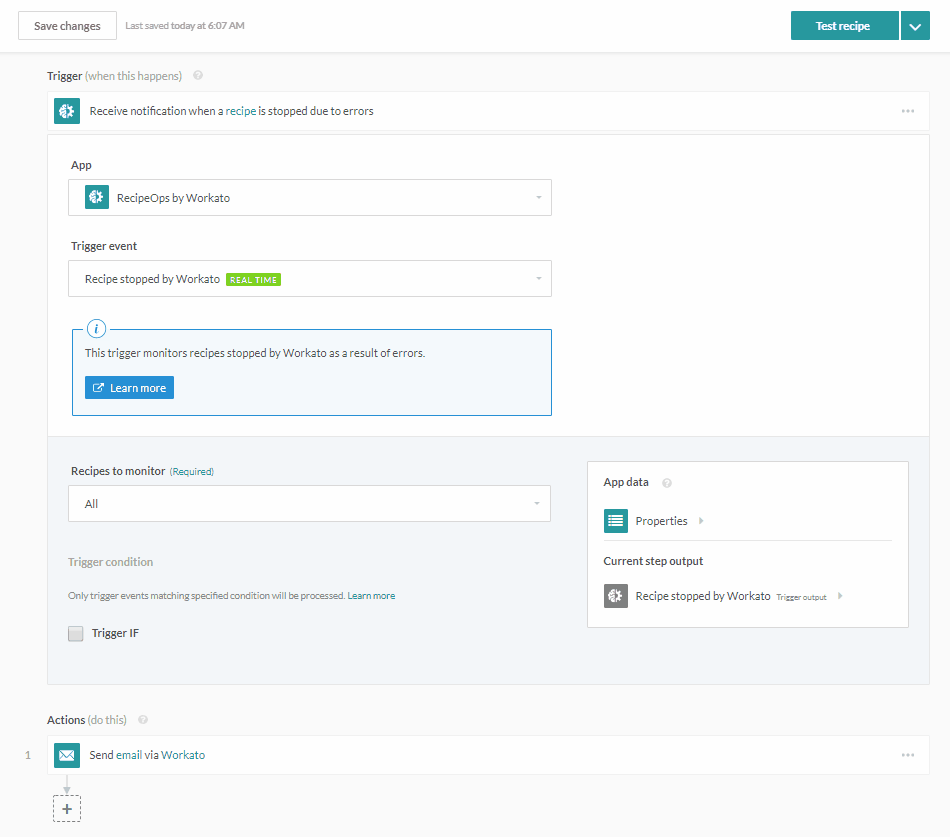 Save changes Last saved today at 6:07 AM Test recipe
Trigger (when this happens) ?
Receive notification when a recipe is stopped due to errors
App
RecipeOps by Workato
Trigger event
Recipe stopped by Workato REAL TIME
i
This trigger monitors recipes stopped by Workato as a result of errors.
Learn more
Recipes to monitor (Required)
All
Trigger condition
Only trigger events matching specified condition will be processed. Learn more
Trigger IF
App data ?
Properties
Current step output
Recipe stopped by Workato Trigger output
Actions (do this) ?
1 Send email via Workato
+